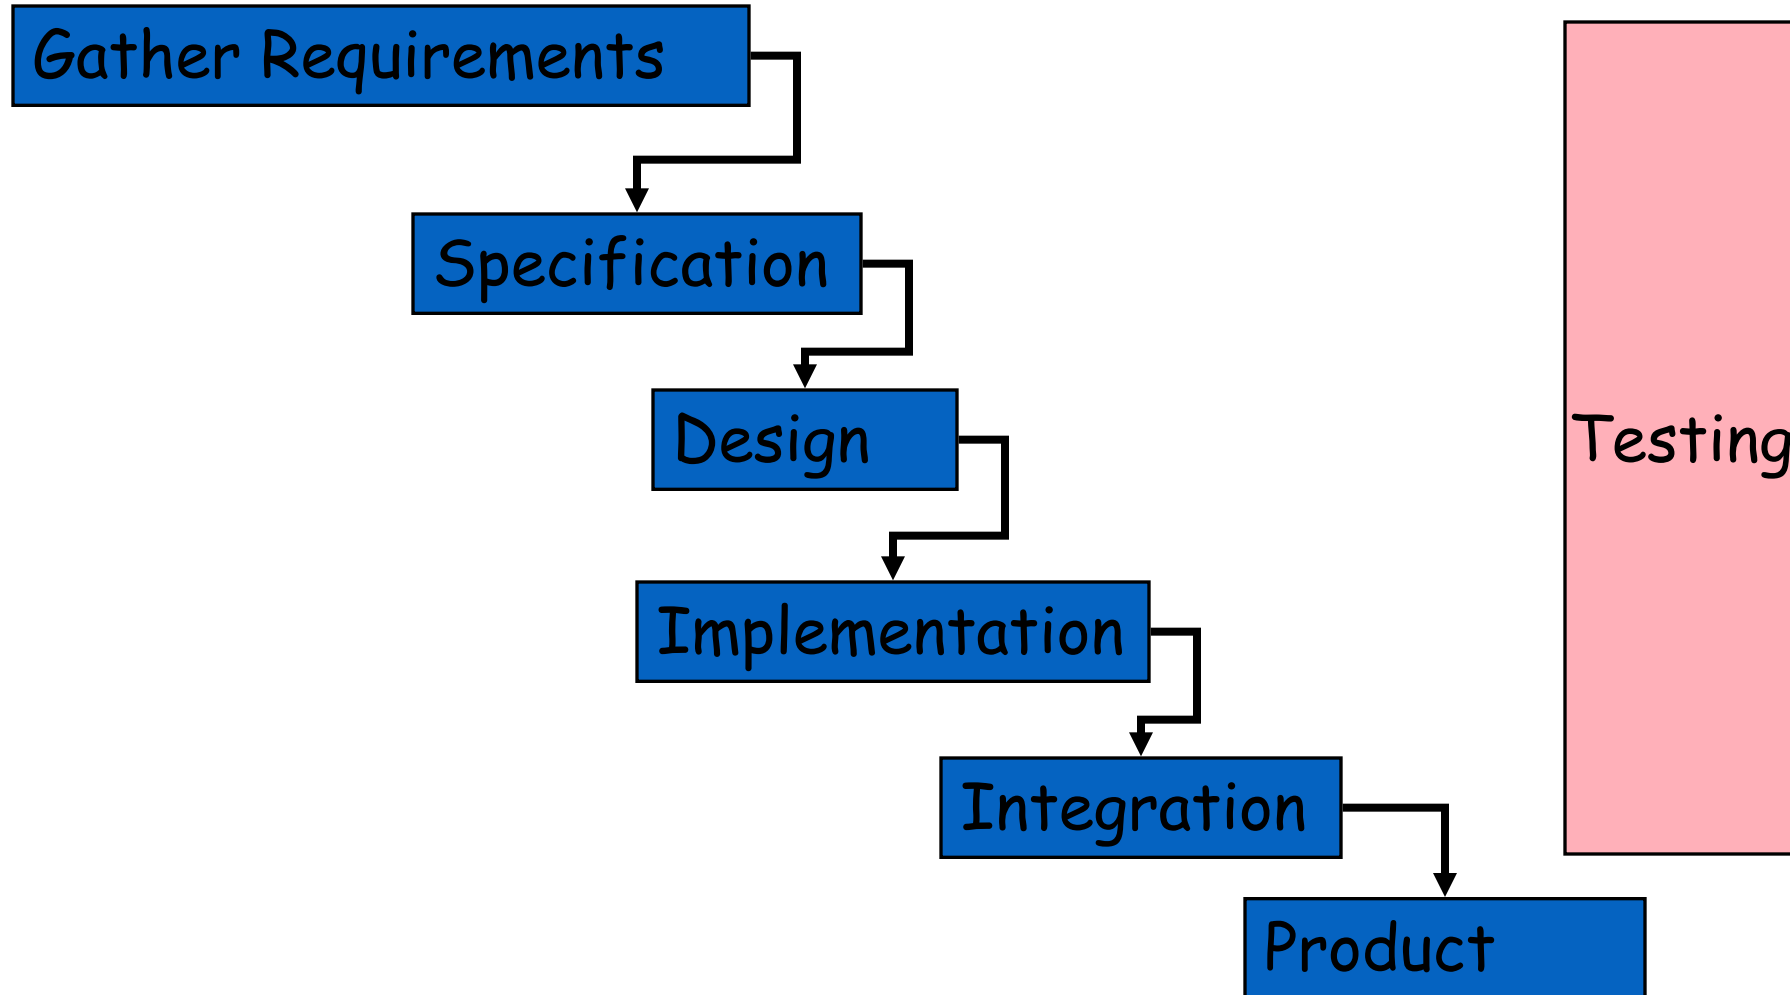 Gather Requirements
Specification
Design
Testing
Implementation
Integration
Product